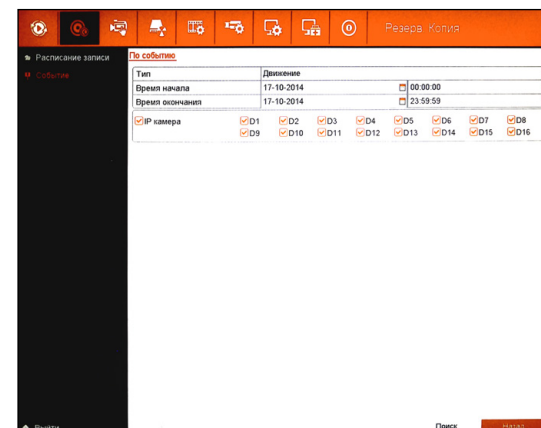 Резерв. Копия
Расписание записи
Событие
По событию
Тип Движение
Время начала 17-10-2014 00:00:00
Время окончания 17-10-2014 23:59:59
IP камера D1 D2 D3 D4 D5 D6 D7 D8
D9 D10 D11 D12 D13 D14 D15 D16
Выйти Поиск Назад